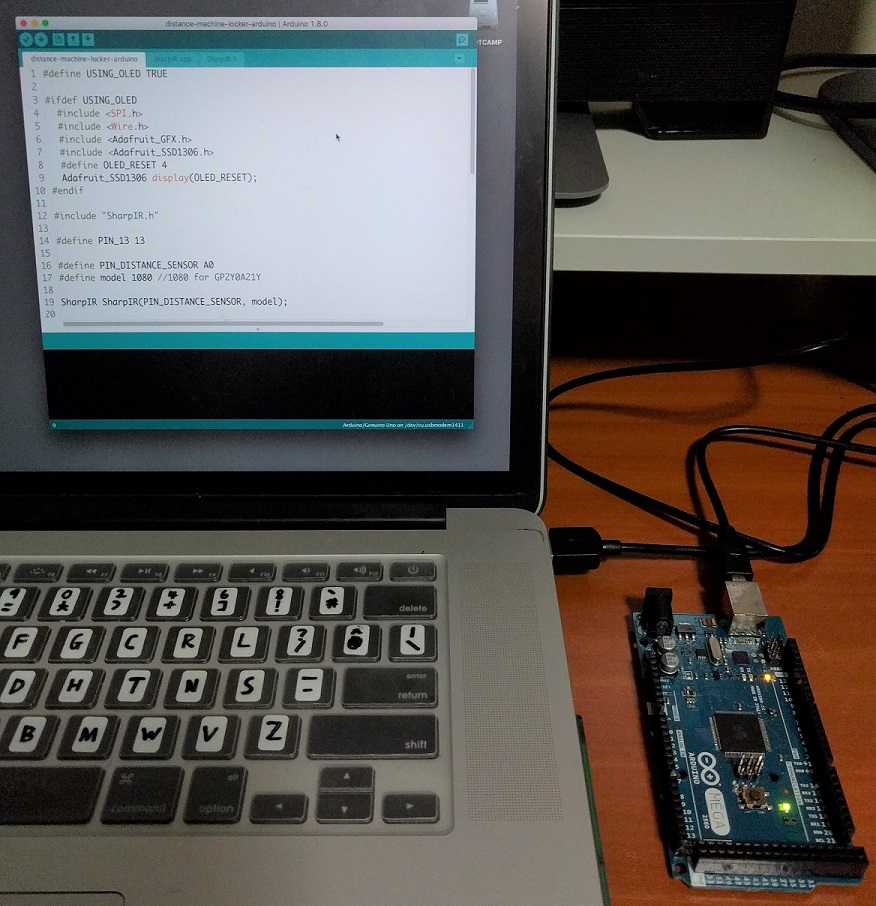 distance-machine-locker-arduino | Arduino 1.8.0
TCAMP
distance-machine-locker-arduino SharpIR.cpp SharpIR.h
1 #define USING_OLED TRUE
2
3 #ifdef USING_OLED
4 #include <SPI.h>
5 #include <Wire.h>
6 #include <Adafruit_GFX.h>
7 #include <Adafruit_SSD1306.h>
8 #define OLED_RESET 4
9 Adafruit_SSD1306 display(OLED_RESET);
10 #endif
11
12 #include "SharpIR.h"
13
14 #define PIN_13 13
15
16 #define PIN_DISTANCE_SENSOR A0
17 #define model 1080 //1080 for GP2Y0A21Y
18
19 SharpIR SharpIR(PIN_DISTANCE_SENSOR, model);
20
9 Arduino/Genuino Uno on /dev/cu.usbmodem1411
delete
F G C R L ? /
enter
D H T N S return
B M W V Z shift
⌘ alt
command option
ARDUINO
MEGA
2560